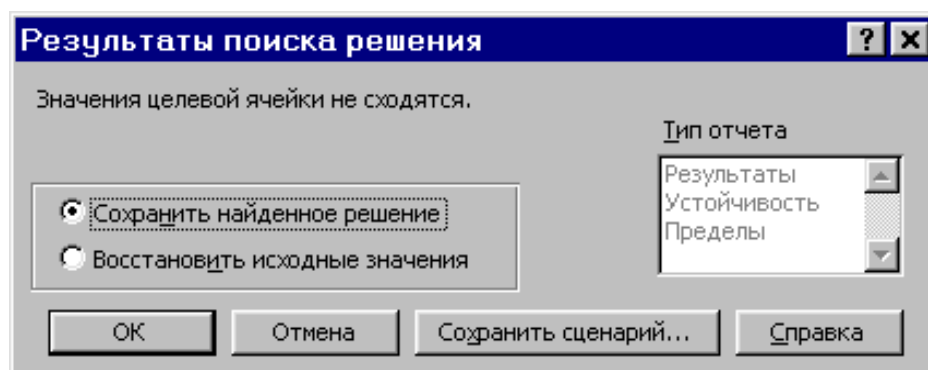 Результаты поиска решения
Значения целевой ячейки не сходятся.
Тип отчета
Результаты
Устойчивость
Пределы
Сохранить найденное решение
Восстановить исходные значения
ОК
Отмена
Сохранить сценарий...
Справка